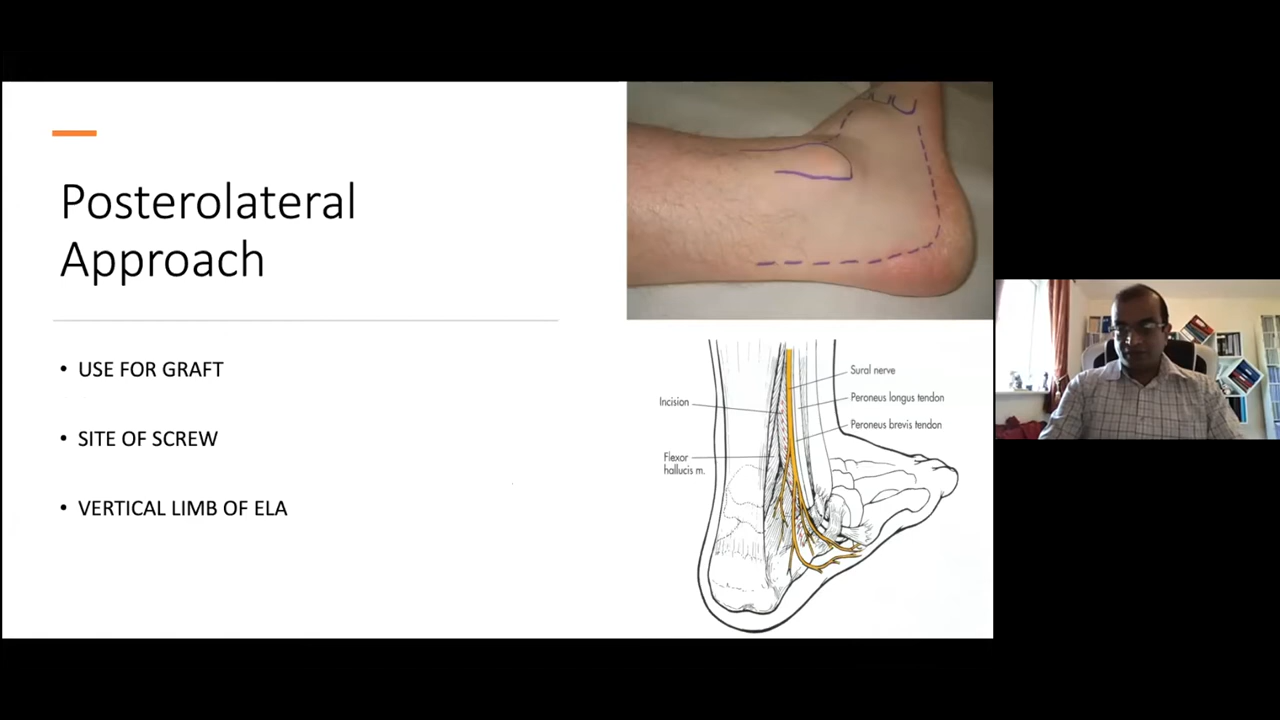 Posterolateral
Approach
• USE FOR GRAFT
• SITE OF SCREW
• VERTICAL LIMB OF ELA
Sural nerve
Incision
Peroneus longus tendon
Peroneus brevis tendon
Flexor
hallucis m.